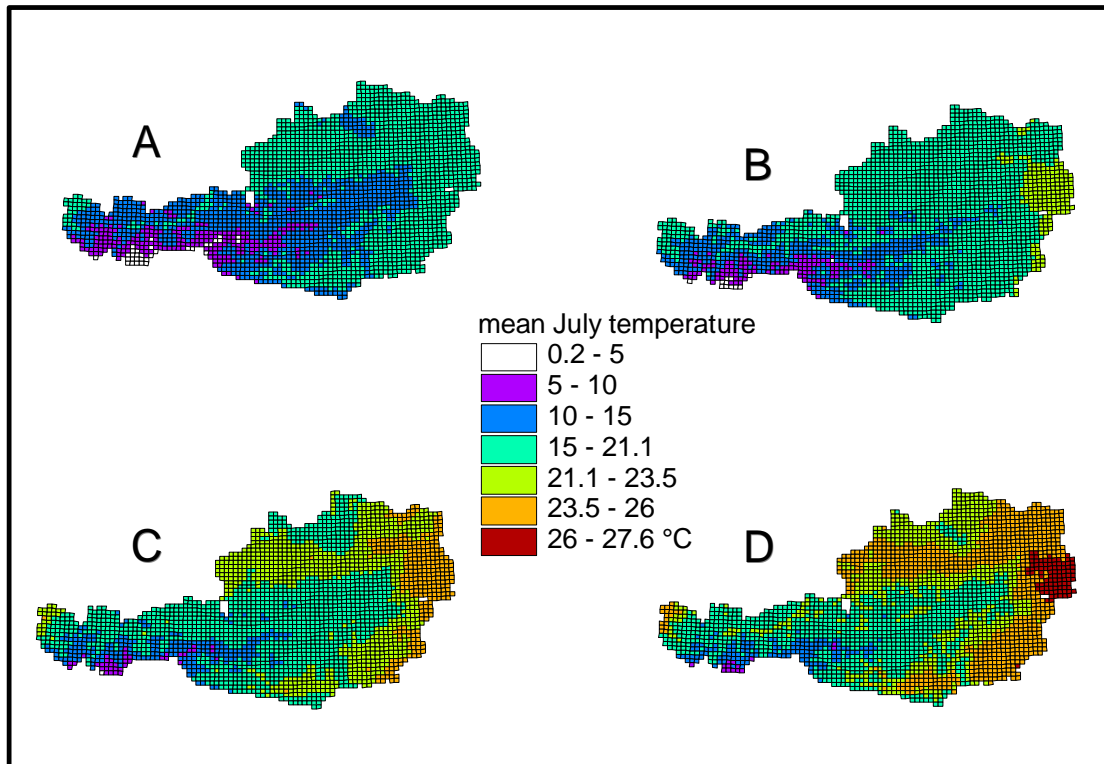 A
B
mean July temperature
0.2 - 5
5 - 10
10 - 15
15 - 21.1
21.1 - 23.5
23.5 - 26
26 - 27.6 °C
C
D